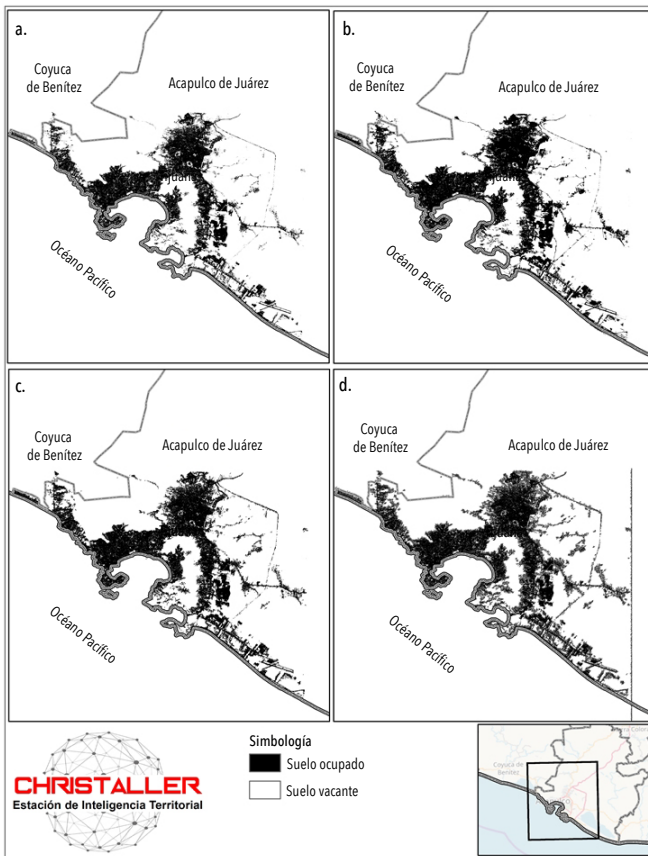 a.
Coyuca
de Benítez
Acapulco de Juárez
Océano Pacífico
b.
Coyuca
de Benítez
Acapulco de Juárez
Océano Pacífico
c.
Coyuca
de Benítez
Acapulco de Juárez
Océano Pacífico
d.
Coyuca
de Benítez
Acapulco de Juárez
Océano Pacífico
CHRISTALLER
Estación de Inteligencia Territorial
Simbología
Suelo ocupado
Suelo vacante
Coyuca de
Benítez